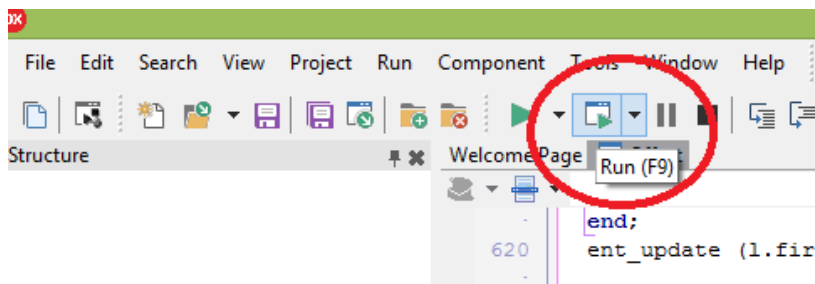 File Edit Search View Project Run Component Tools Window Help
Structure
Welcome Page
Run (F9)
end;
620 ent_update (l.fir